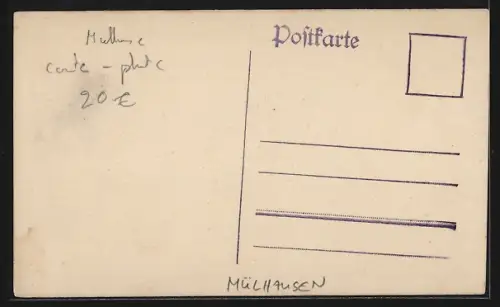 Mulhouse
carte - photo
20 €
Postkarte
MÜLHAUSEN